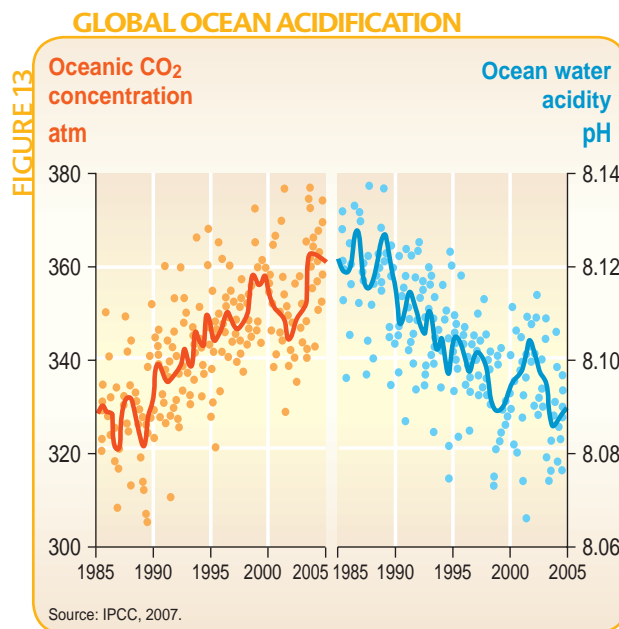 GLOBAL OCEAN ACIDIFICATION
FIGURE 13
Oceanic CO₂
concentration
atm
Ocean water
acidity
pH
380
360
340
320
300
8.14
8.12
8.10
8.08
8.06
1985 1990 1995 2000 2005
1985 1990 1995 2000 2005
Source: IPCC, 2007.